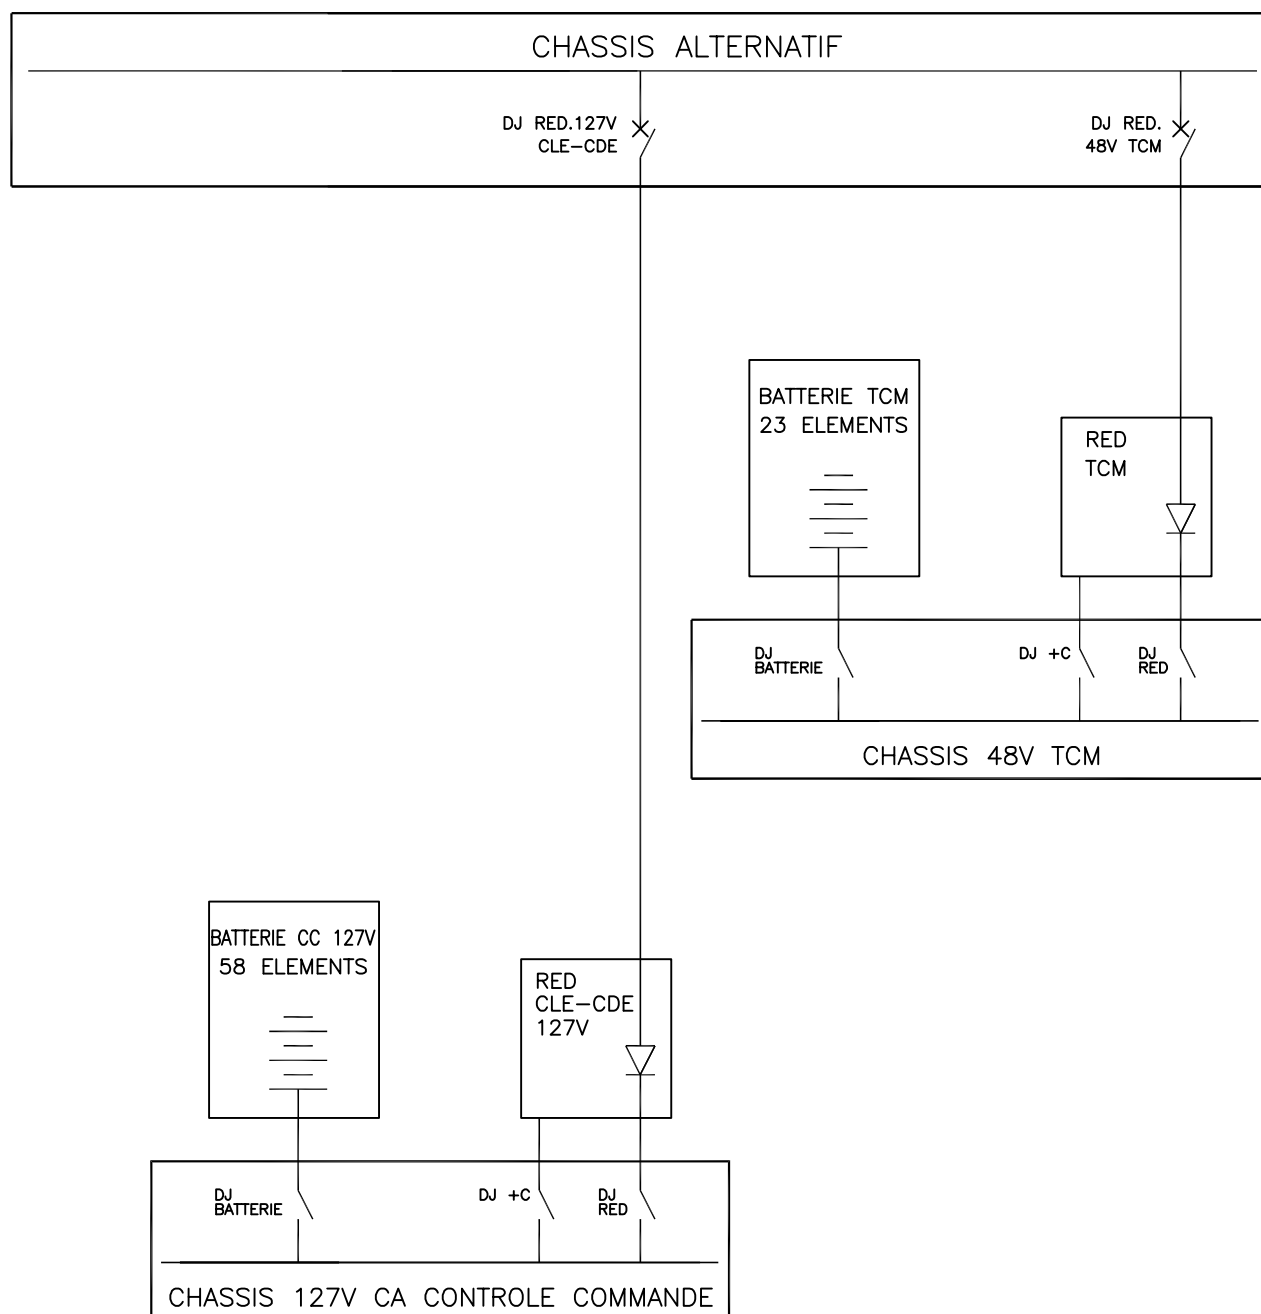 CHASSIS ALTERNATIF
DJ RED.127V
CLE-CDE
DJ RED.
48V TCM
BATTERIE TCM
23 ELEMENTS
RED
TCM
DJ
BATTERIE
DJ +C
DJ
RED
CHASSIS 48V TCM
BATTERIE CC 127V
58 ELEMENTS
RED
CLE-CDE
127V
DJ
BATTERIE
DJ +C
DJ
RED
CHASSIS 127V CA CONTROLE COMMANDE